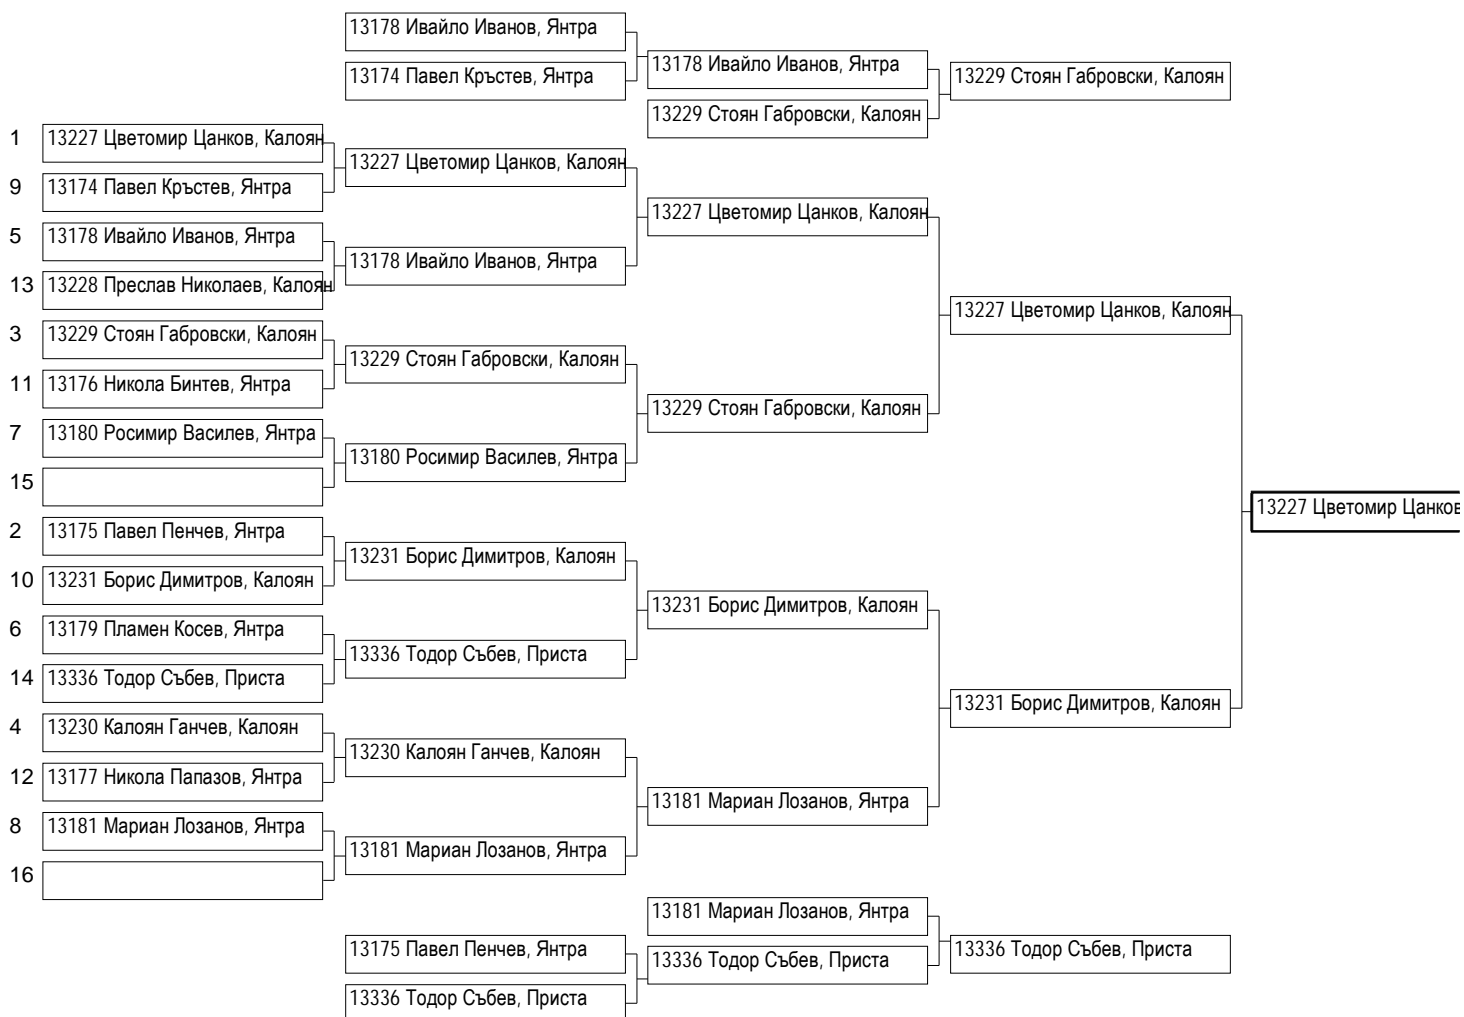 13178 Ивайло Иванов, Янтра
13174 Павел Кръстев, Янтра
13178 Ивайло Иванов, Янтра
13229 Стоян Габровски, Калоян
13229 Стоян Габровски, Калоян
1 13227 Цветомир Цанков, Калоян
9 13174 Павел Кръстев, Янтра
5 13178 Ивайло Иванов, Янтра
13 13228 Преслав Николаев, Калоян
3 13229 Стоян Габровски, Калоян
11 13176 Никола Бинтев, Янтра
7 13180 Росимир Василев, Янтра
15
2 13175 Павел Пенчев, Янтра
10 13231 Борис Димитров, Калоян
6 13179 Пламен Косев, Янтра
14 13336 Тодор Събев, Приста
4 13230 Калоян Ганчев, Калоян
12 13177 Никола Папазов, Янтра
8 13181 Мариан Лозанов, Янтра
16
13227 Цветомир Цанков, Калоян
13178 Ивайло Иванов, Янтра
13229 Стоян Габровски, Калоян
13180 Росимир Василев, Янтра
13231 Борис Димитров, Калоян
13336 Тодор Събев, Приста
13230 Калоян Ганчев, Калоян
13181 Мариан Лозанов, Янтра
13227 Цветомир Цанков, Калоян
13229 Стоян Габровски, Калоян
13231 Борис Димитров, Калоян
13181 Мариан Лозанов, Янтра
13227 Цветомир Цанков, Калоян
13231 Борис Димитров, Калоян
13227 Цветомир Цанков
13181 Мариан Лозанов, Янтра
13175 Павел Пенчев, Янтра
13336 Тодор Събев, Приста
13336 Тодор Събев, Приста
13336 Тодор Събев, Приста